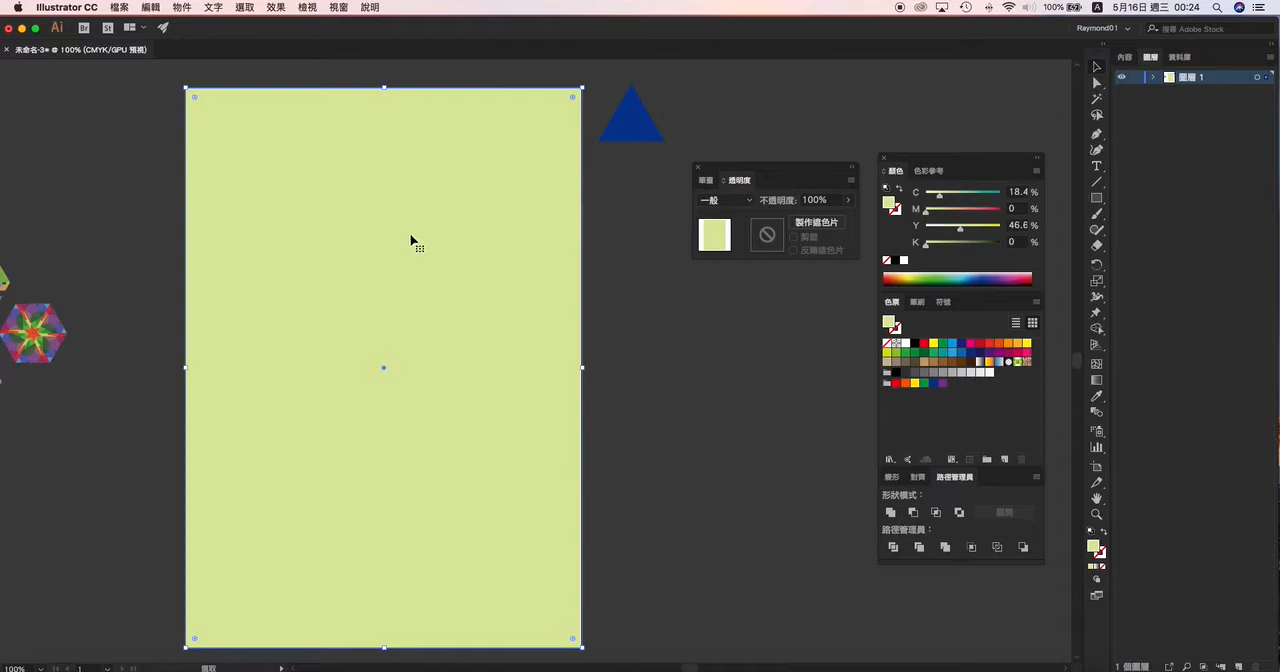 Illustrator CC 檔案 編輯 物件 文字 選取 效果 檢視 視窗 說明 100% A 5月16日 週三 00:24
Ai Br St Raymond01 搜尋 Adobe Stock
× 未命名-3* @ 100% (CMYK/GPU 預視)
內容 圖層 資料庫
圖層 1
顏色 色彩參考
筆畫 透明度
C 18.4 %
一般 不透明度: 100%
M 0 %
製作遮色片
Y 46.6 %
剪裁
K 0 %
反轉遮色片
色票 筆刷 符號
變形 對齊 路徑管理員
形狀模式:
展開
路徑管理員:
100% 1 選取 1 個圖層